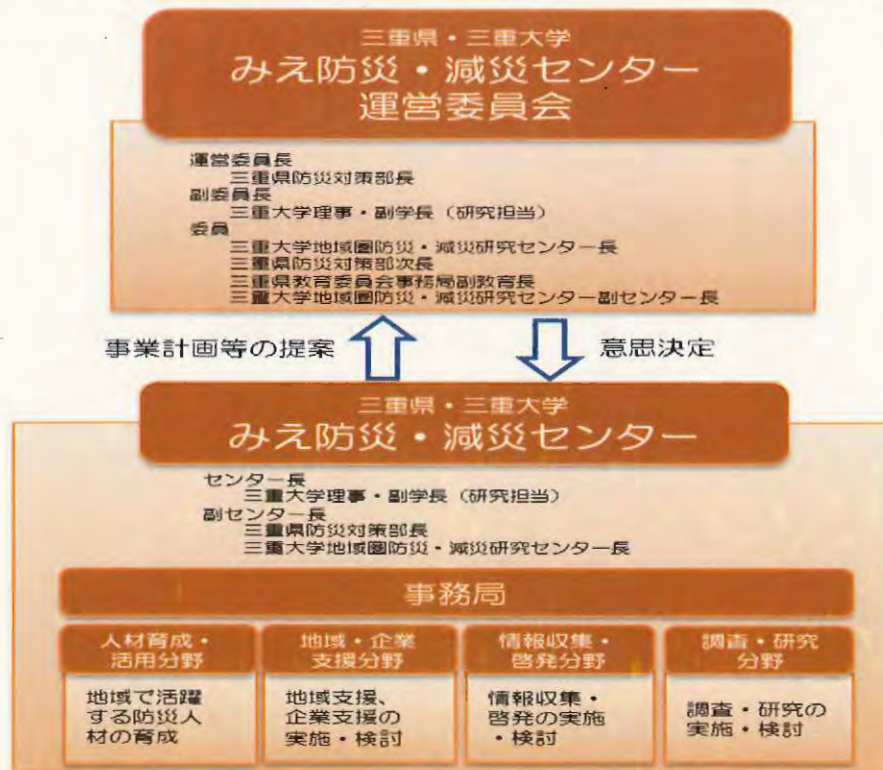 三重県・三重大学
みえ防災・減災センター
運営委員会
運営委員長
三重県防災対策部長
副委員長
三重大学理事・副学長（研究担当）
委員
三重大学地域圏防災・減災研究センター長
三重県防災対策部次長
三重県教育委員会事務局副教育長
三重大学地域圏防災・減災研究センター副センター長
事業計画等の提案
意思決定
三重県・三重大学
みえ防災・減災センター
センター長
三重大学理事・副学長（研究担当）
副センター長
三重県防災対策部長
三重大学地域圏防災・減災研究センター長
事務局
人材育成・
活用分野
地域で活躍
する防災人
材の育成
地域・企業
支援分野
地域支援、
企業支援の
実施・検討
情報収集・
啓発分野
情報収集・
啓発の実施
・検討
調査・研究
分野
調査・研究の
実施・検討